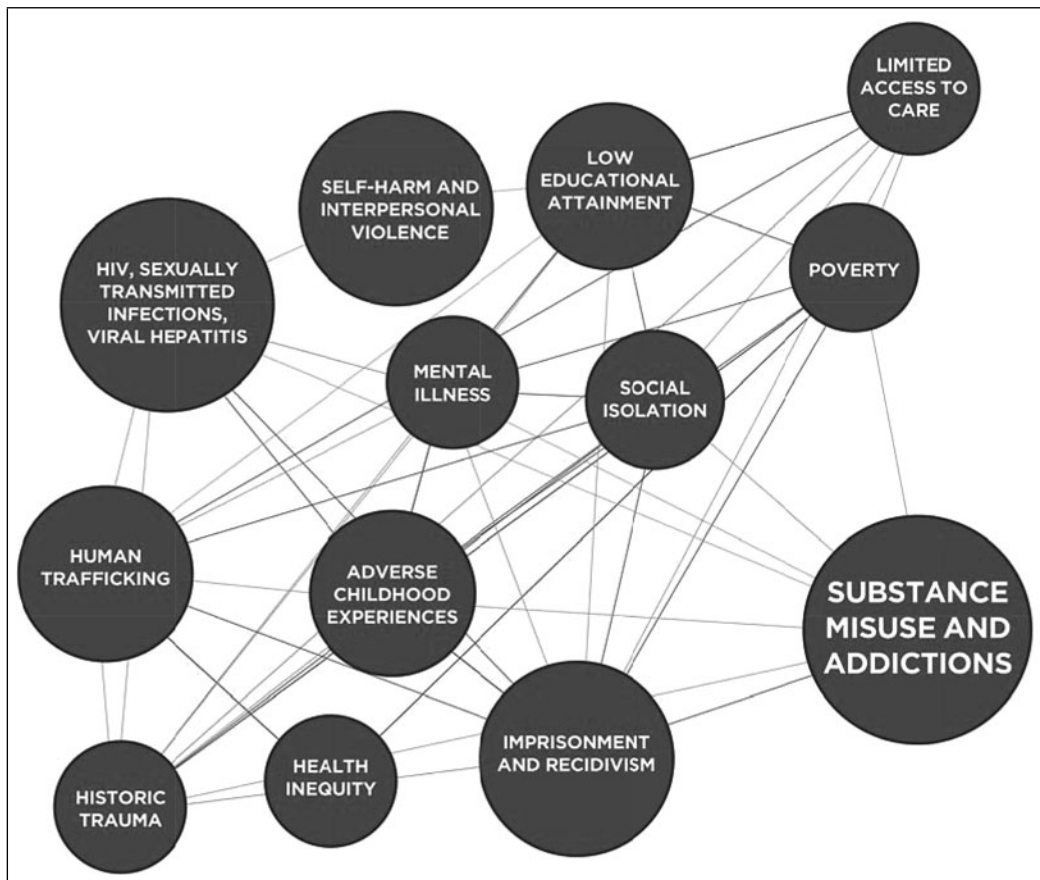 LIMITED
ACCESS TO
CARE
LOW
EDUCATIONAL
ATTAINMENT
SELF-HARM AND
INTERPERSONAL
VIOLENCE
POVERTY
HIV, SEXUALLY
TRANSMITTED
INFECTIONS,
VIRAL HEPATITIS
MENTAL
ILLNESS
SOCIAL
ISOLATION
HUMAN
TRAFFICKING
ADVERSE
CHILDHOOD
EXPERIENCES
SUBSTANCE
MISUSE AND
ADDICTIONS
IMPRISONMENT
AND RECIDIVISM
HEALTH
INEQUITY
HISTORIC
TRAUMA